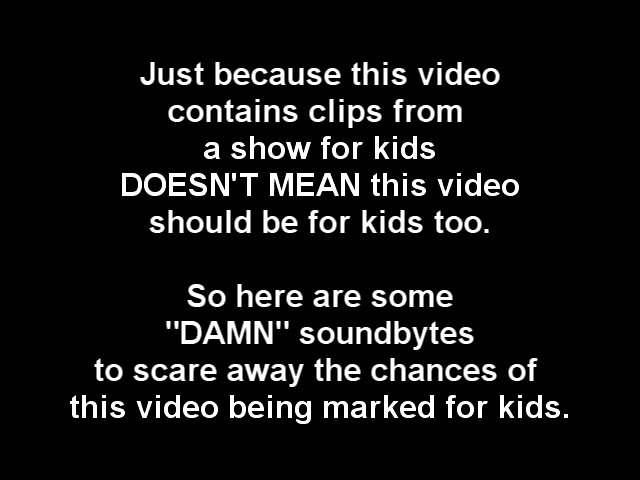 Just because this video
contains clips from
a show for kids
DOESN'T MEAN this video
should be for kids too.
So here are some
"DAMN" soundbytes
to scare away the chances of
this video being marked for kids.